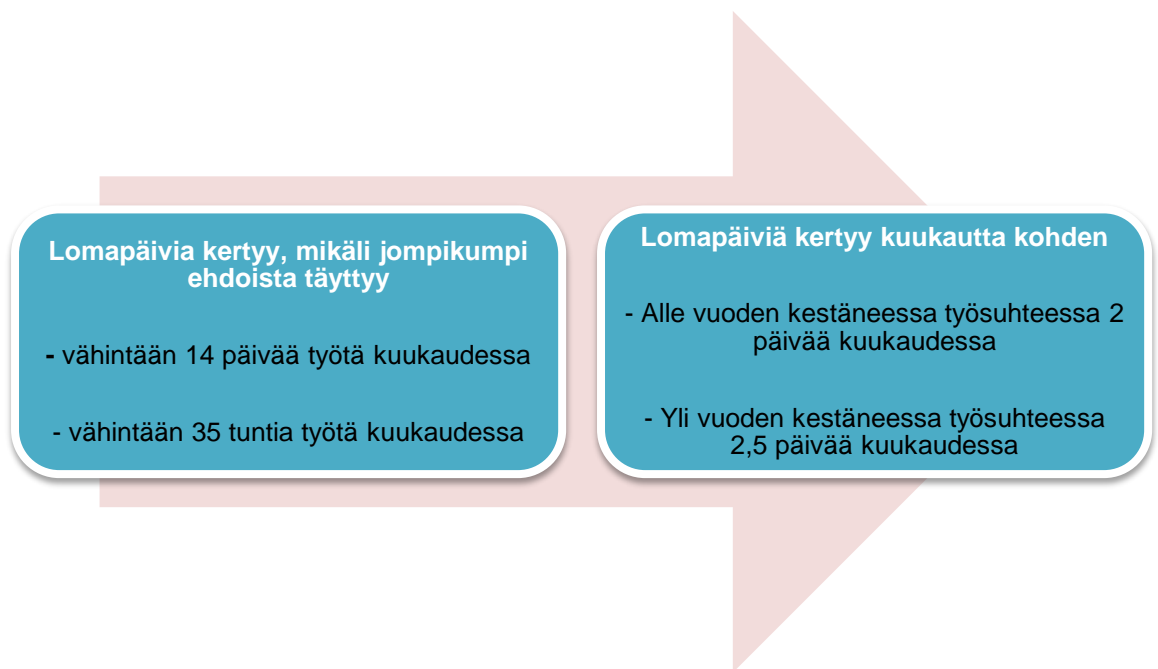 Lomapäivia kertyy, mikäli jompikumpi
ehdoista täyttyy
- vähintään 14 päivää työtä kuukaudessa
- vähintään 35 tuntia työtä kuukaudessa
Lomapäiviä kertyy kuukautta kohden
- Alle vuoden kestäneessa työsuhteessa 2
päivää kuukaudessa
- Yli vuoden kestäneessa työsuhteessa
2,5 päivää kuukaudessa